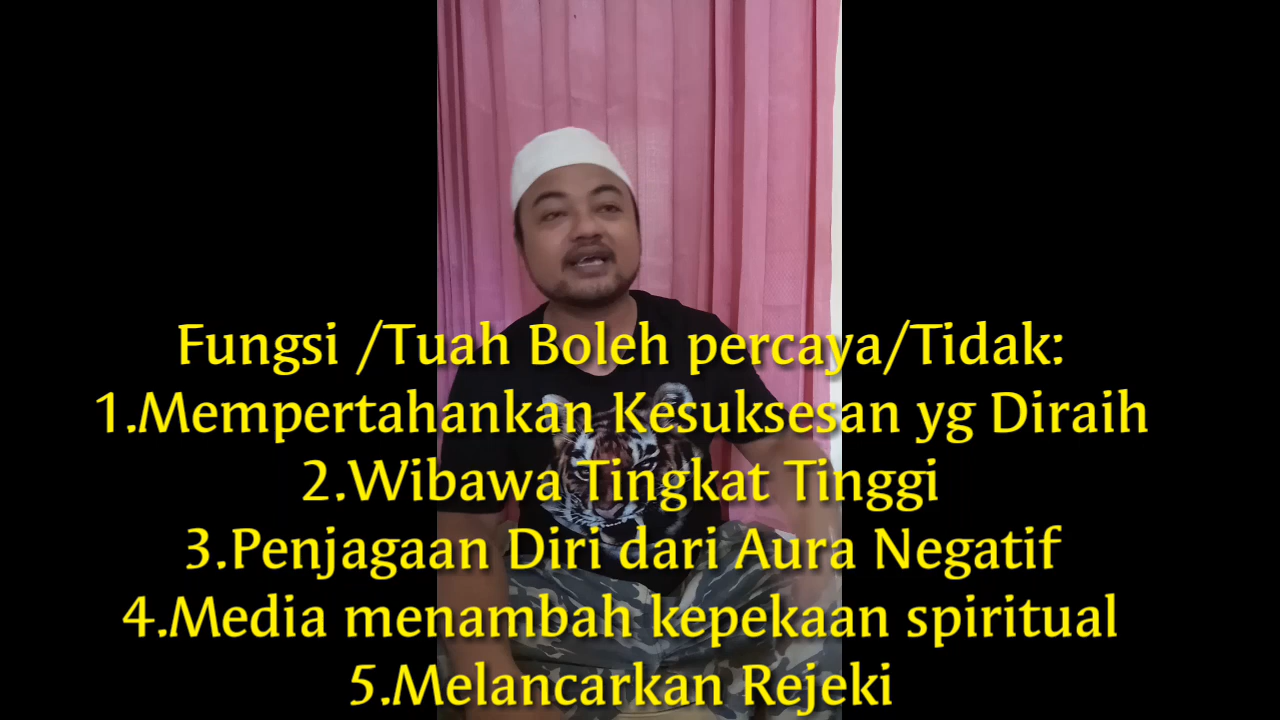 Fungsi /Tuah Boleh percaya/Tidak:
1.Mempertahankan Kesuksesan yg Diraih
2.Wibawa Tingkat Tinggi
3.Penjagaan Diri dari Aura Negatif
4.Media menambah kepekaan spiritual
5.Melancarkan Rejeki